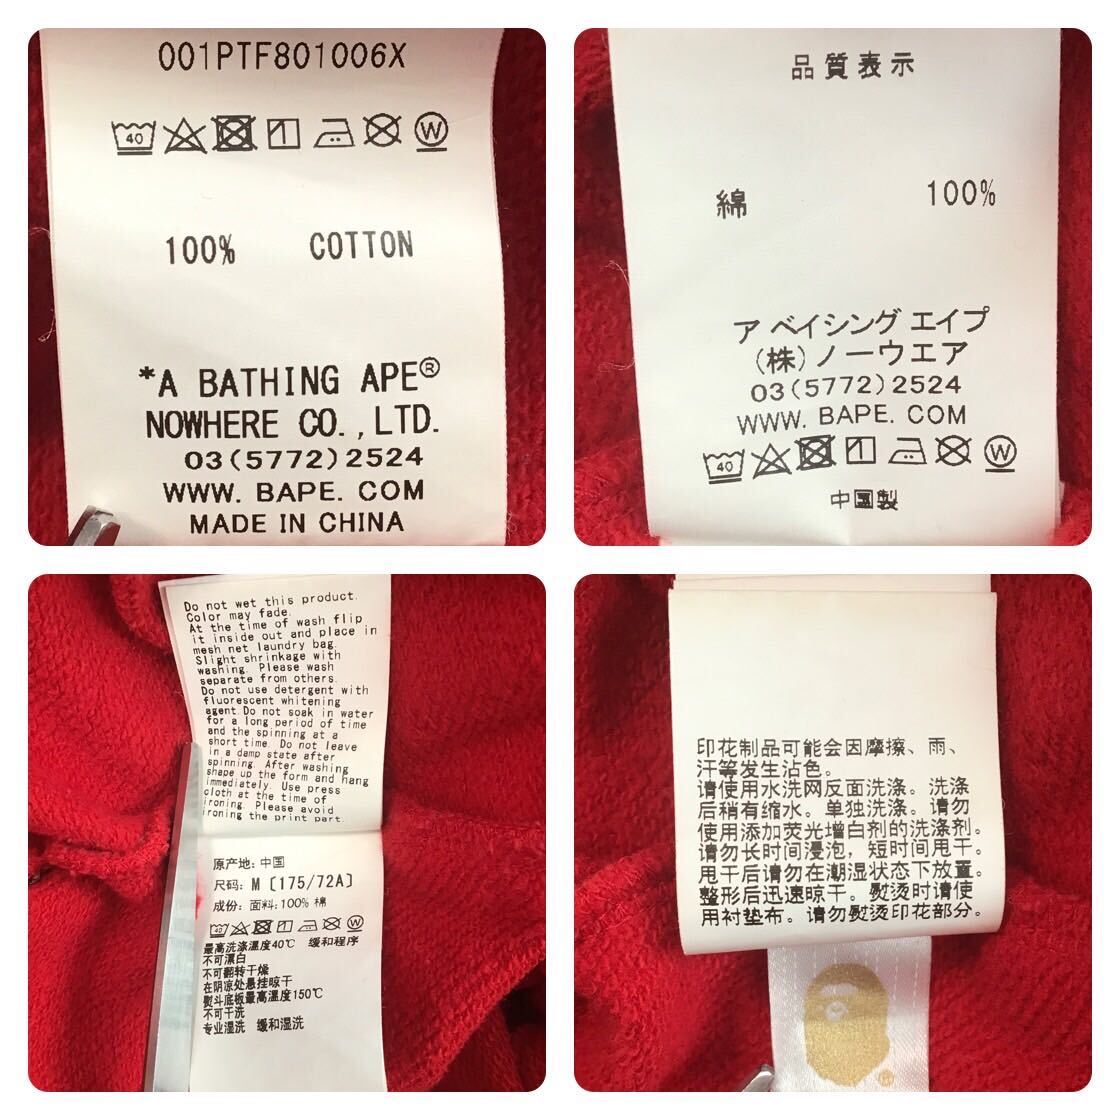 001PTF801006X
40 W
100% COTTON
*A BATHING APE®
NOWHERE CO.,LTD.
03(5772)2524
WWW. BAPE. COM
MADE IN CHINA
品質表示
綿 100%
ア ベイシング エイプ
(株)ノーウエア
03(5772)2524
WWW. BAPE. COM
40 W
中国製
Do not wet this product.
Color may fade.
At the time of wash flip
it inside out and place in
mesh net laundry bag.
Slight shrinkage with
washing. Please wash
separate from others.
Do not use detergent with
fluorescent whitening
agent.Do not soak in water
for a long period of time
and the spinning at a
short time. Do not leave
in a damp state after
spinning. After washing
shape up the form and hang
immediately. Use press
cloth at the time of
ironing. Please avoid
ironing the print part.
原产地: 中国
尺码: M [175/72A]
成份: 面料:100% 棉
40 W
最高洗涤温度40℃ 缓和程序
不可漂白
不可翻转干燥
在阴凉处悬挂晾干
熨斗底板最高温度150℃
不可干洗
专业湿洗 缓和湿洗
印花制品可能会因摩擦、雨、
汗等发生沾色。
请使用水洗网反面洗涤。洗涤
后稍有缩水。单独洗涤。请勿
使用添加荧光增白剂的洗涤剂。
请勿长时间浸泡，短时间甩干。
甩干后请勿在潮湿状态下放置。
整形后迅速晾干。熨烫时请使
用衬垫布。请勿熨烫印花部分。
®